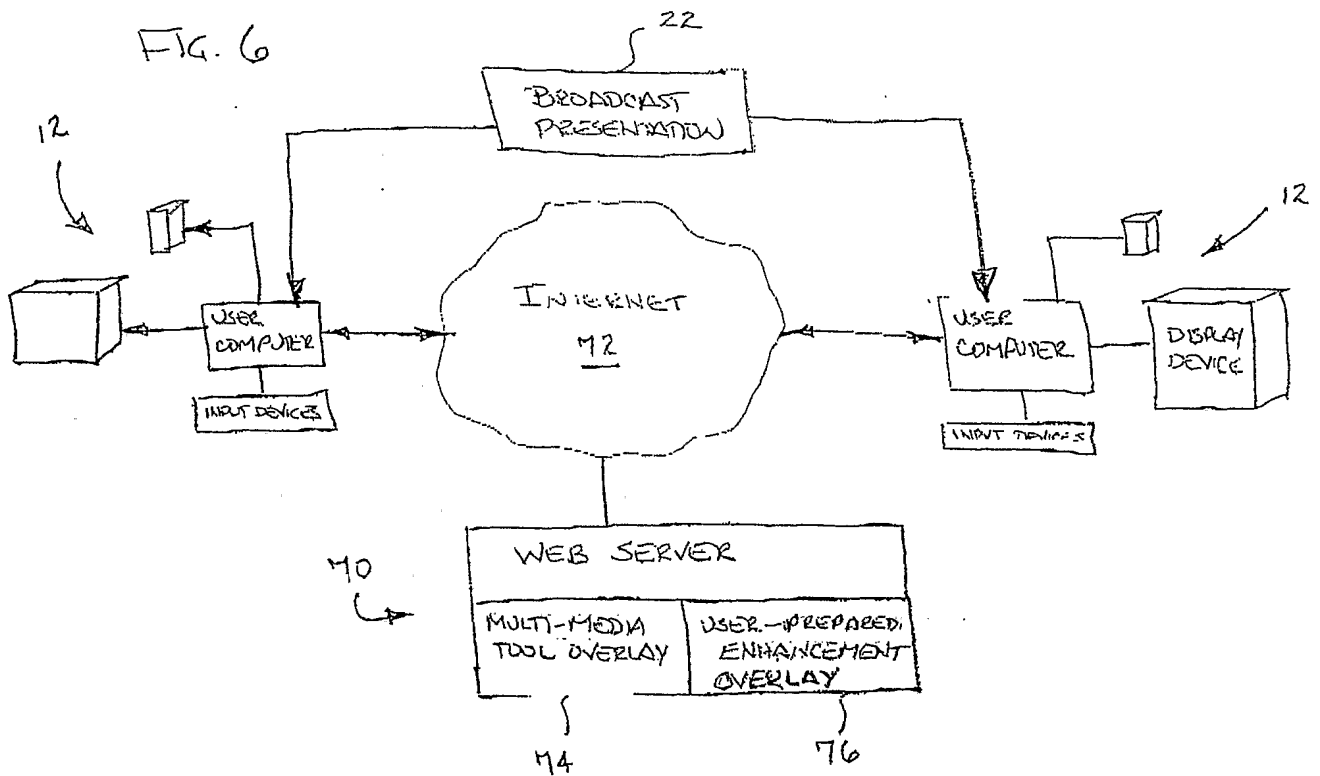 FIG. 6
22
BROADCAST
PRESENTATION
12
12
INTERNET
72
USER
COMPUTER
INPUT DEVICES
USER
COMPUTER
DISPLAY
DEVICE
INPUT DEVICES
WEB SERVER
70
MULTI-MEDIA
TOOL OVERLAY
USER-PREPARED
ENHANCEMENT
OVERLAY
74
76